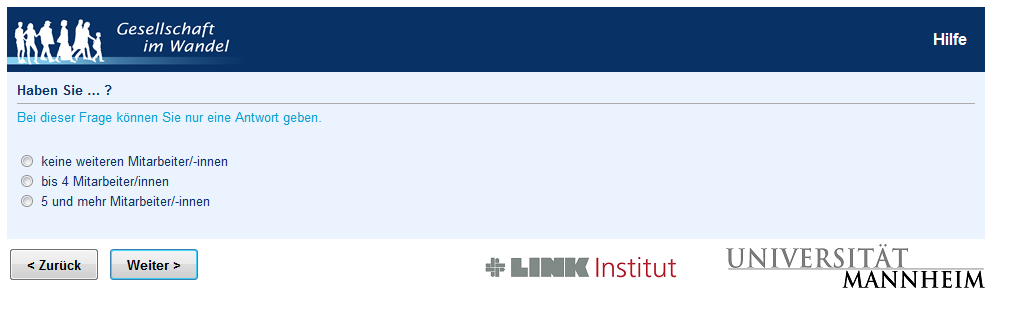 Gesellschaft
im Wandel
Hilfe
Haben Sie ... ?
Bei dieser Frage können Sie nur eine Antwort geben.
keine weiteren Mitarbeiter/-innen
bis 4 Mitarbeiter/innen
5 und mehr Mitarbeiter/-innen
< Zurück
Weiter >
LINK Institut
UNIVERSITÄT
MANNHEIM